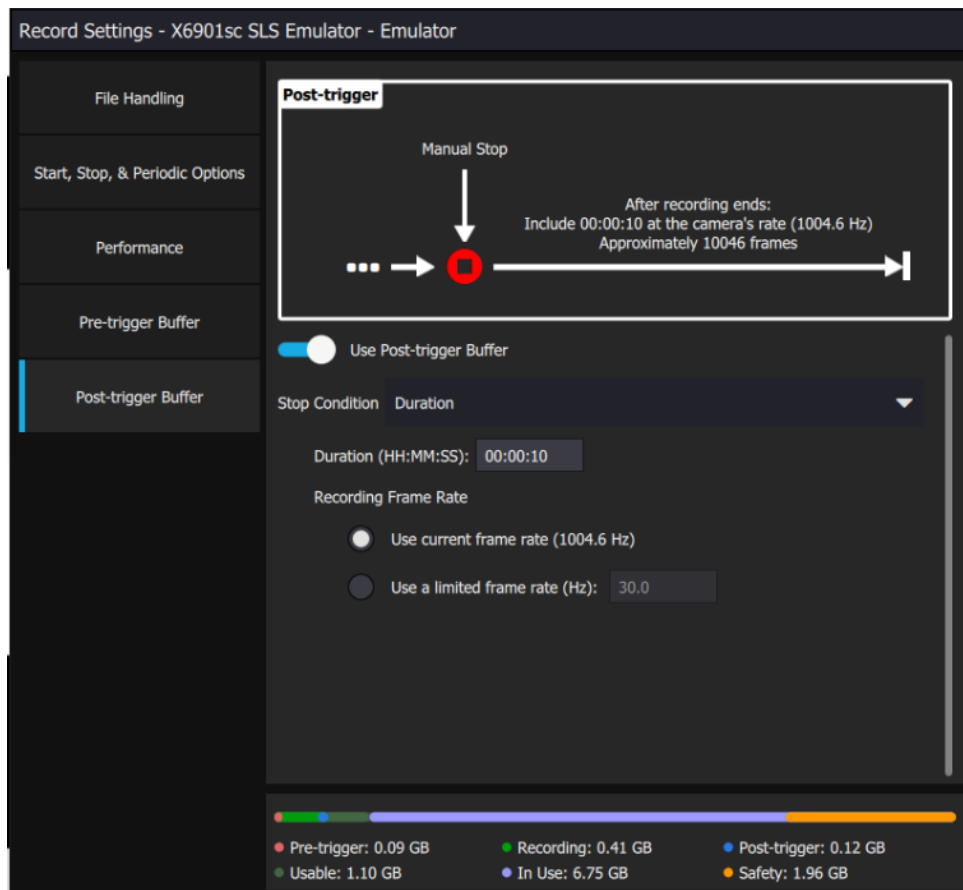 Record Settings - X6901sc SLS Emulator - Emulator
File Handling
Start, Stop, & Periodic Options
Performance
Pre-trigger Buffer
Post-trigger Buffer
Post-trigger
Manual Stop
After recording ends:
Include 00:00:10 at the camera's rate (1004.6 Hz)
Approximately 10046 frames
Use Post-trigger Buffer
Stop Condition Duration
Duration (HH:MM:SS): 00:00:10
Recording Frame Rate
Use current frame rate (1004.6 Hz)
Use a limited frame rate (Hz): 30.0
Pre-trigger: 0.09 GB Recording: 0.41 GB Post-trigger: 0.12 GB
Usable: 1.10 GB In Use: 6.75 GB Safety: 1.96 GB